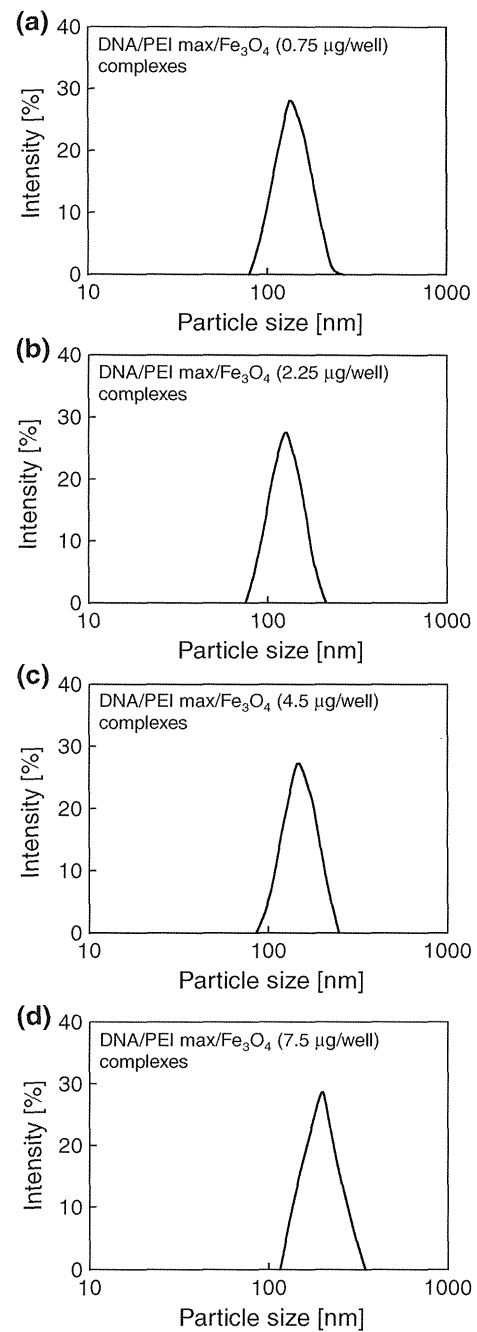 (a)
DNA/PEI max/Fe₃O₄ (0.75 μg/well)
complexes
Intensity [%]
40
30
20
10
0
10 100 1000
Particle size [nm]
(b)
DNA/PEI max/Fe₃O₄ (2.25 μg/well)
complexes
Intensity [%]
40
30
20
10
0
10 100 1000
Particle size [nm]
(c)
DNA/PEI max/Fe₃O₄ (4.5 μg/well)
complexes
Intensity [%]
40
30
20
10
0
10 100 1000
Particle size [nm]
(d)
DNA/PEI max/Fe₃O₄ (7.5 μg/well)
complexes
Intensity [%]
40
30
20
10
0
10 100 1000
Particle size [nm]